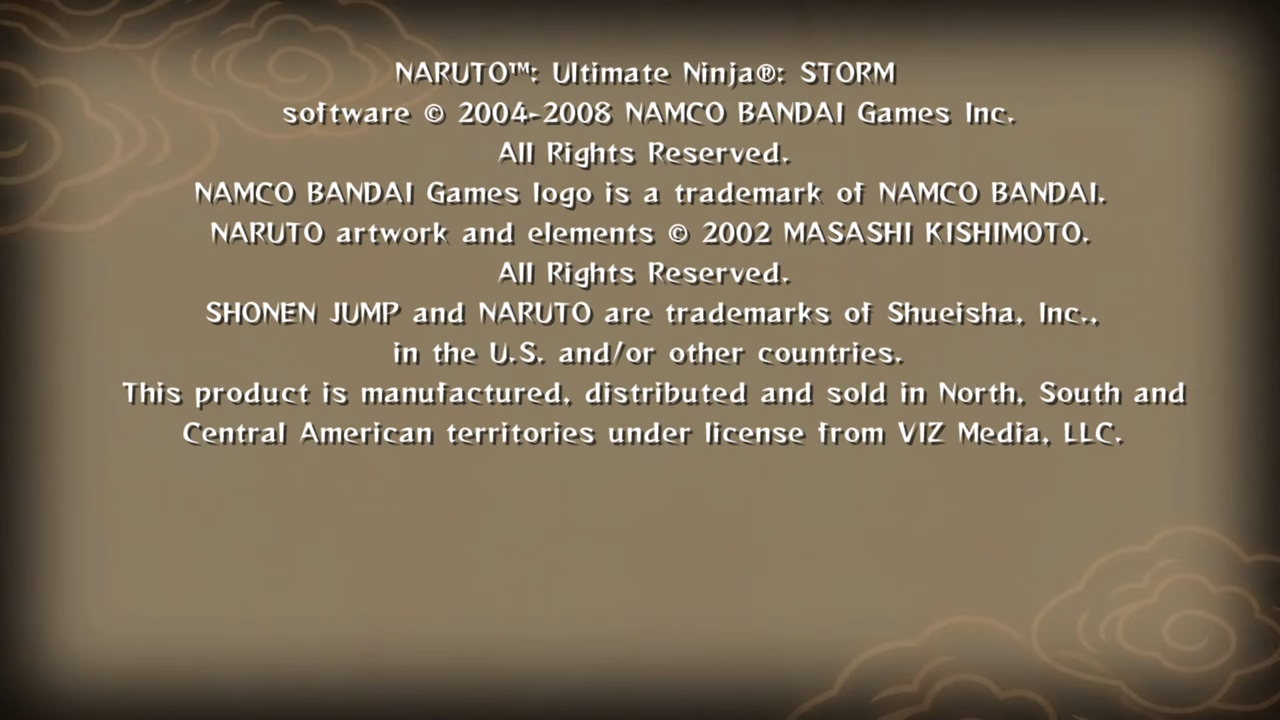 NARUTO™: Ultimate Ninja®: STORM
software © 2004-2008 NAMCO BANDAI Games Inc.
All Rights Reserved.
NAMCO BANDAI Games logo is a trademark of NAMCO BANDAI.
NARUTO artwork and elements © 2002 MASASHI KISHIMOTO.
All Rights Reserved.
SHONEN JUMP and NARUTO are trademarks of Shueisha, Inc.,
in the U.S. and/or other countries.
This product is manufactured, distributed and sold in North, South and
Central American territories under license from VIZ Media, LLC.